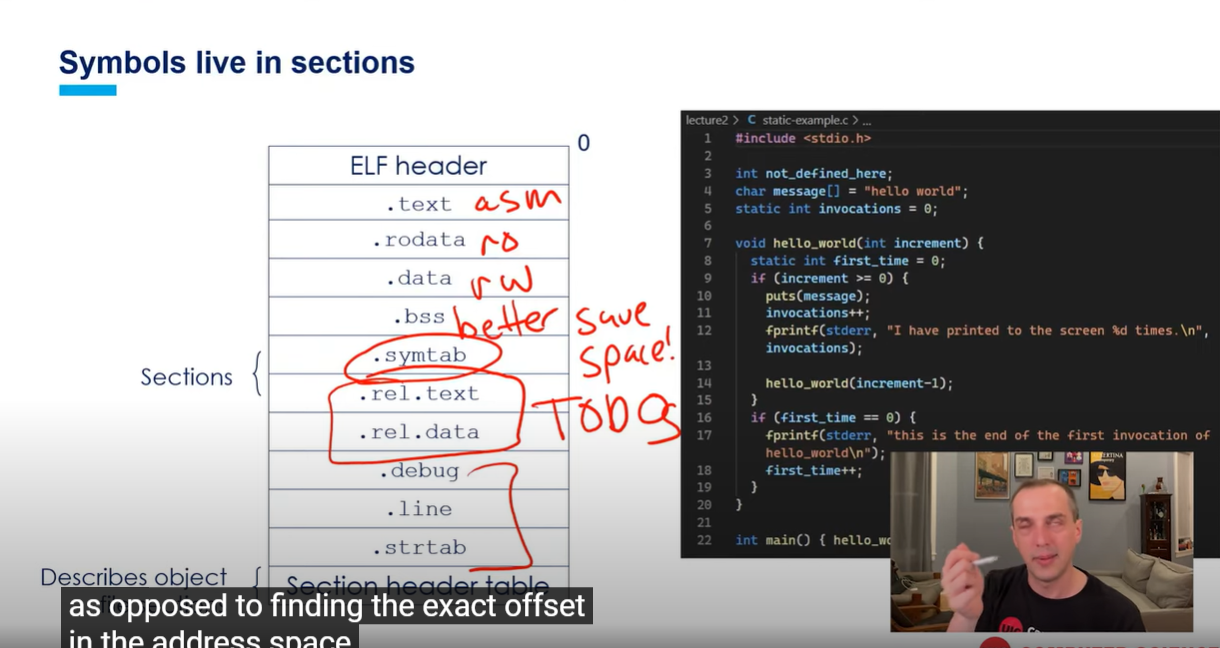 Symbols live in sections
0
ELF header
.text asm
.rodata ro
.data rw
.bss better save
space!
.symtab
Sections
.rel.text
TODOs
.rel.data
.debug
.line
.strtab
Describes object
Section header table
lecture2 > C static-example.c > ...
1 #include <stdio.h>
2
3 int not_defined_here;
4 char message[] = "hello world";
5 static int invocations = 0;
6
7 void hello_world(int increment) {
8 static int first_time = 0;
9 if (increment >= 0) {
10 puts(message);
11 invocations++;
12 fprintf(stderr, "I have printed to the screen %d times.\n",
invocations);
13
14 hello_world(increment-1);
15 }
16 if (first_time == 0) {
17 fprintf(stderr, "this is the end of the first invocation of
hello_world\n");
18 first_time++;
19 }
20 }
21
22 int main() { hello_wo
as opposed to finding the exact offset
in the address space
UIC
COMPUTER SCIENCE